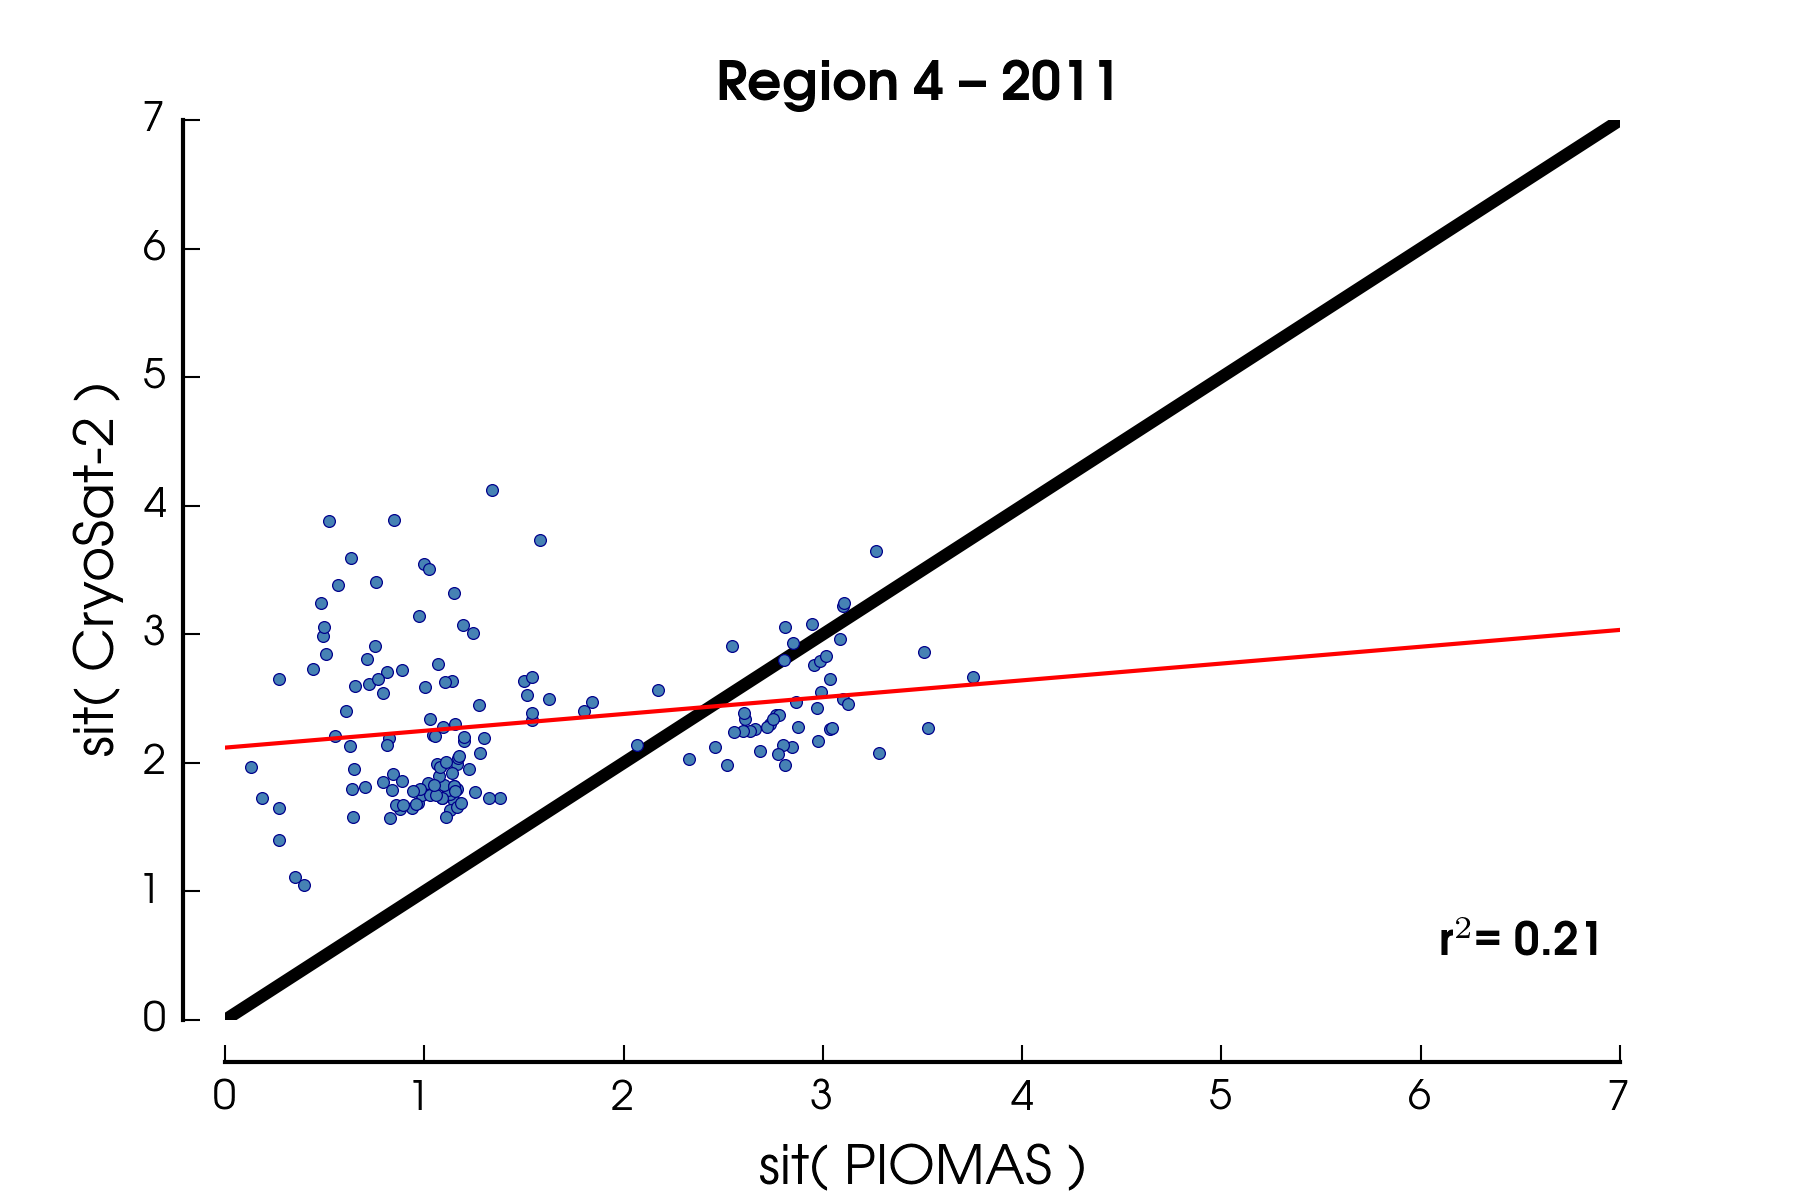 Region 4 – 2011
7
6
5
4
3
2
1
0
sit( CryoSat-2 )
r²= 0.21
0 1 2 3 4 5 6 7
sit( PIOMAS )